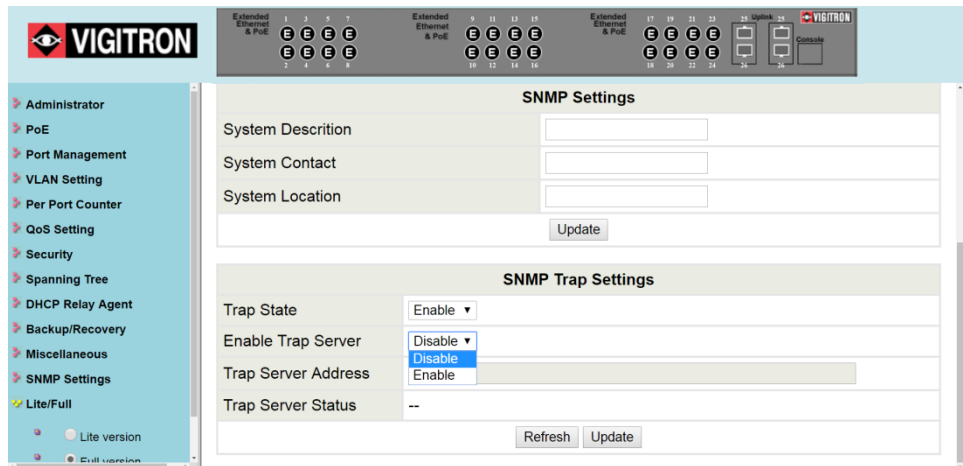 VIGITRON
Extended Ethernet & PoE
1 3 5 7
E E E E
E E E E
2 4 6 8
Extended Ethernet & PoE
9 11 13 15
E E E E
E E E E
10 12 14 16
Extended Ethernet & PoE
17 19 21 23
E E E E
E E E E
18 20 22 24
25 Uplink 25
26 26
VIGITRON
Console
Administrator
PoE
Port Management
VLAN Setting
Per Port Counter
QoS Setting
Security
Spanning Tree
DHCP Relay Agent
Backup/Recovery
Miscellaneous
SNMP Settings
Lite/Full
Lite version
Full version
SNMP Settings
System Descrition
System Contact
System Location
Update
SNMP Trap Settings
Trap State Enable
Enable Trap Server Disable
Disable
Enable
Trap Server Address
Trap Server Status --
Refresh Update